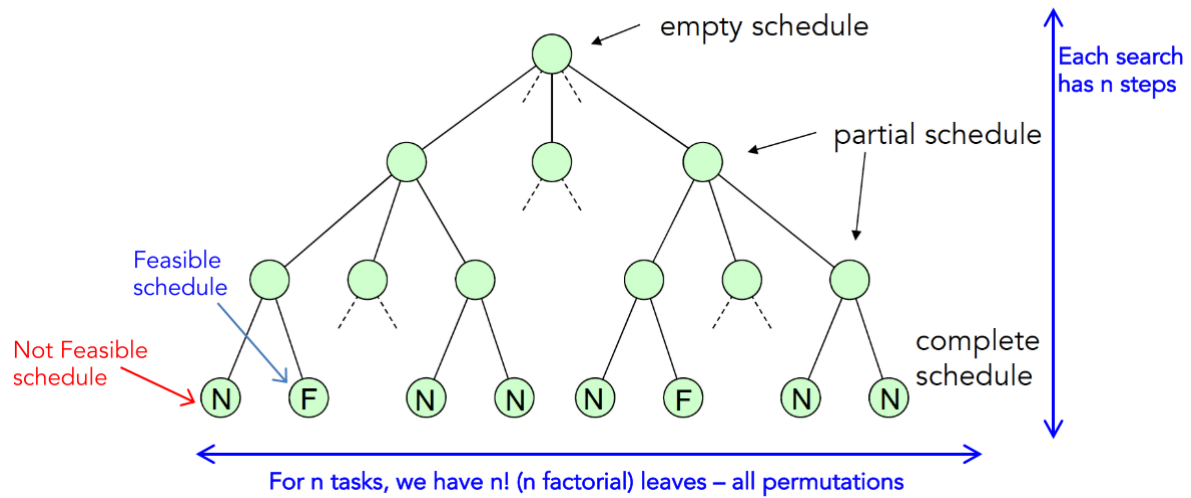 empty schedule
Each search
has n steps
partial schedule
Feasible
schedule
Not Feasible
schedule
complete
schedule
N
F
N
N
N
F
N
N
For n tasks, we have n! (n factorial) leaves – all permutations